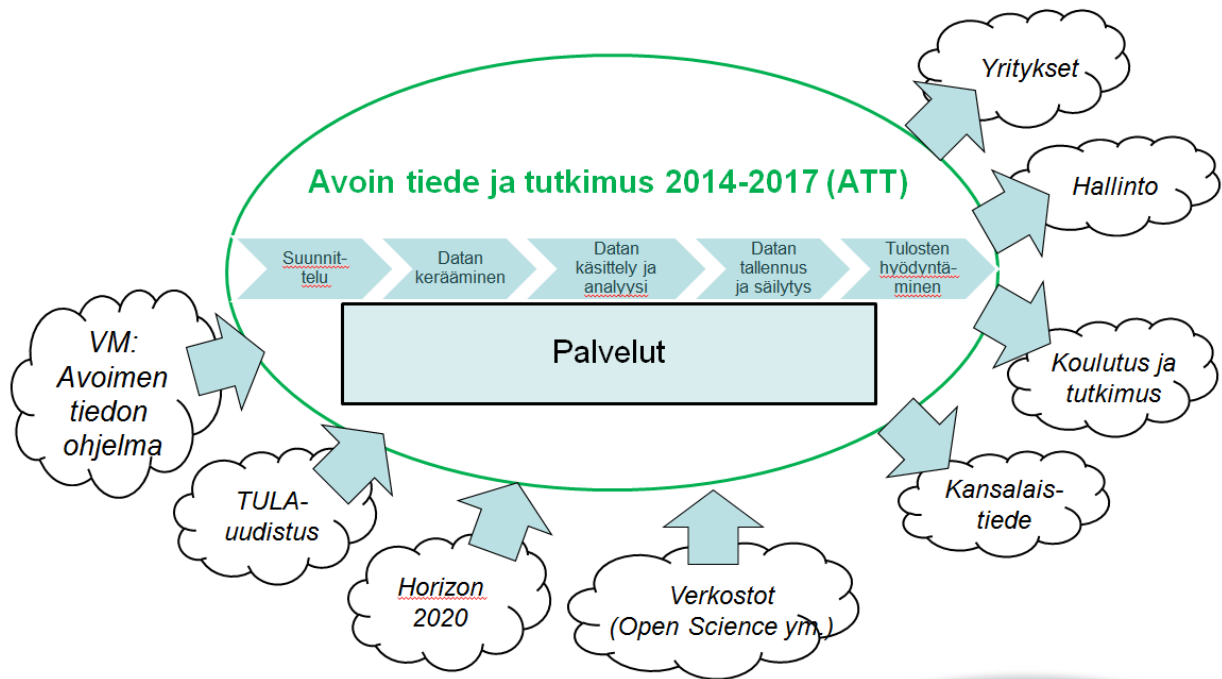 Yritykset
Hallinto
Avoin tiede ja tutkimus 2014-2017 (ATT)
Suunnit-
telu
Datan
kerääminen
Datan
käsittely ja
analyysi
Datan
tallennus
ja säilytys
Tulosten
hyödyntä-
minen
Palvelut
VM:
Avoimen
tiedon
ohjelma
TULA-
uudistus
Horizon
2020
Verkostot
(Open Science ym.)
Koulutus ja
tutkimus
Kansalais-
tiede